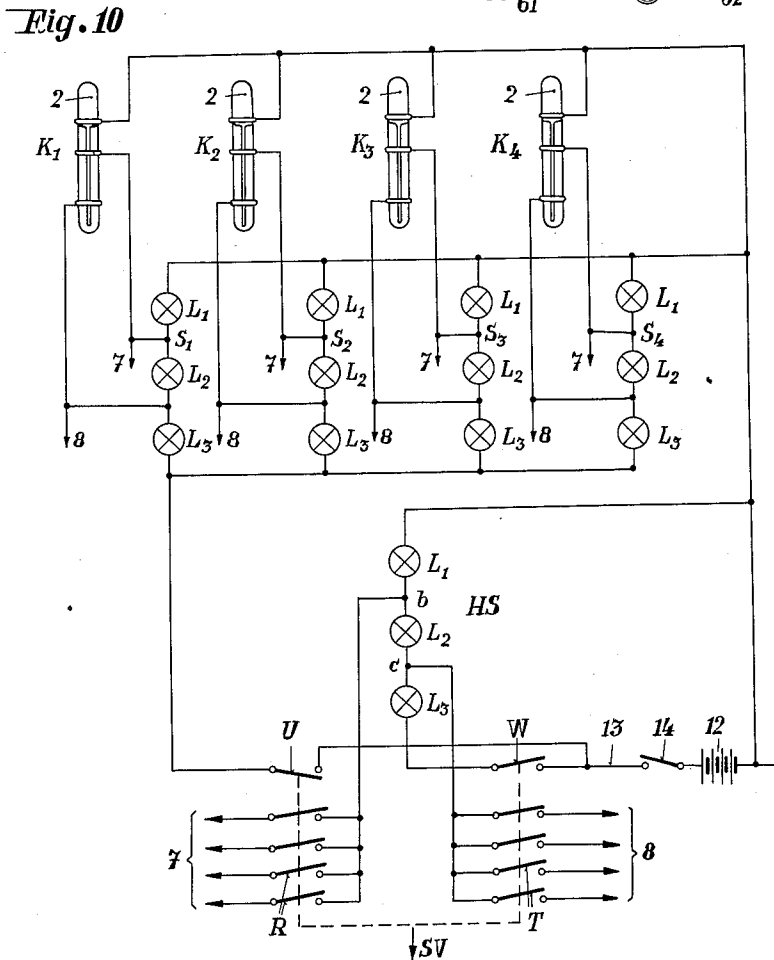 Fig. 10
61
2 2 2 2
K1 K2 K3 K4
L1 L1 L1 L1
S1 S2 S3 S4
7 7 7 7
L2 L2 L2 L2
8 8 8 8
L3 L3 L3 L3
L1
b HS
L2
c
L3
U W 13 14 12
7 8
R T
SV